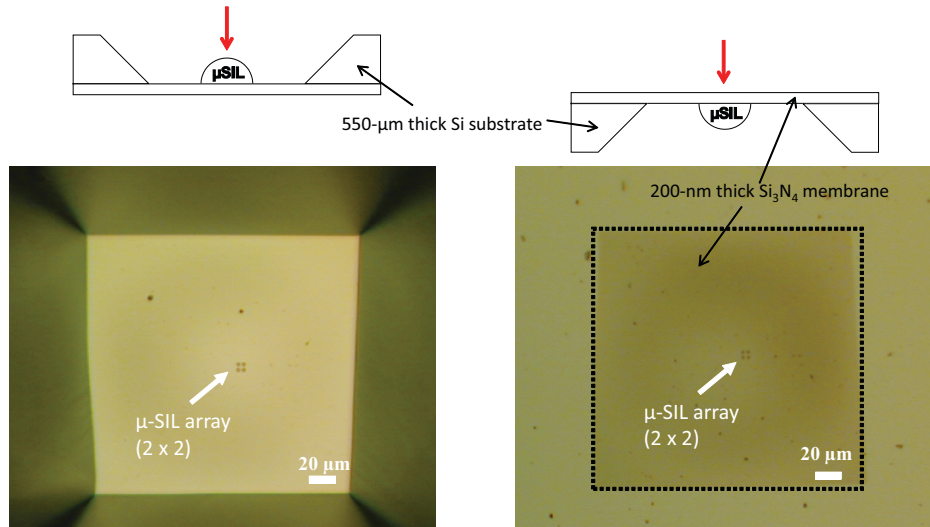 μSIL
μSIL
550-μm thick Si substrate
200-nm thick Si₃N₄ membrane
μ-SIL array
(2 x 2)
20 μm
μ-SIL array
(2 x 2)
20 μm